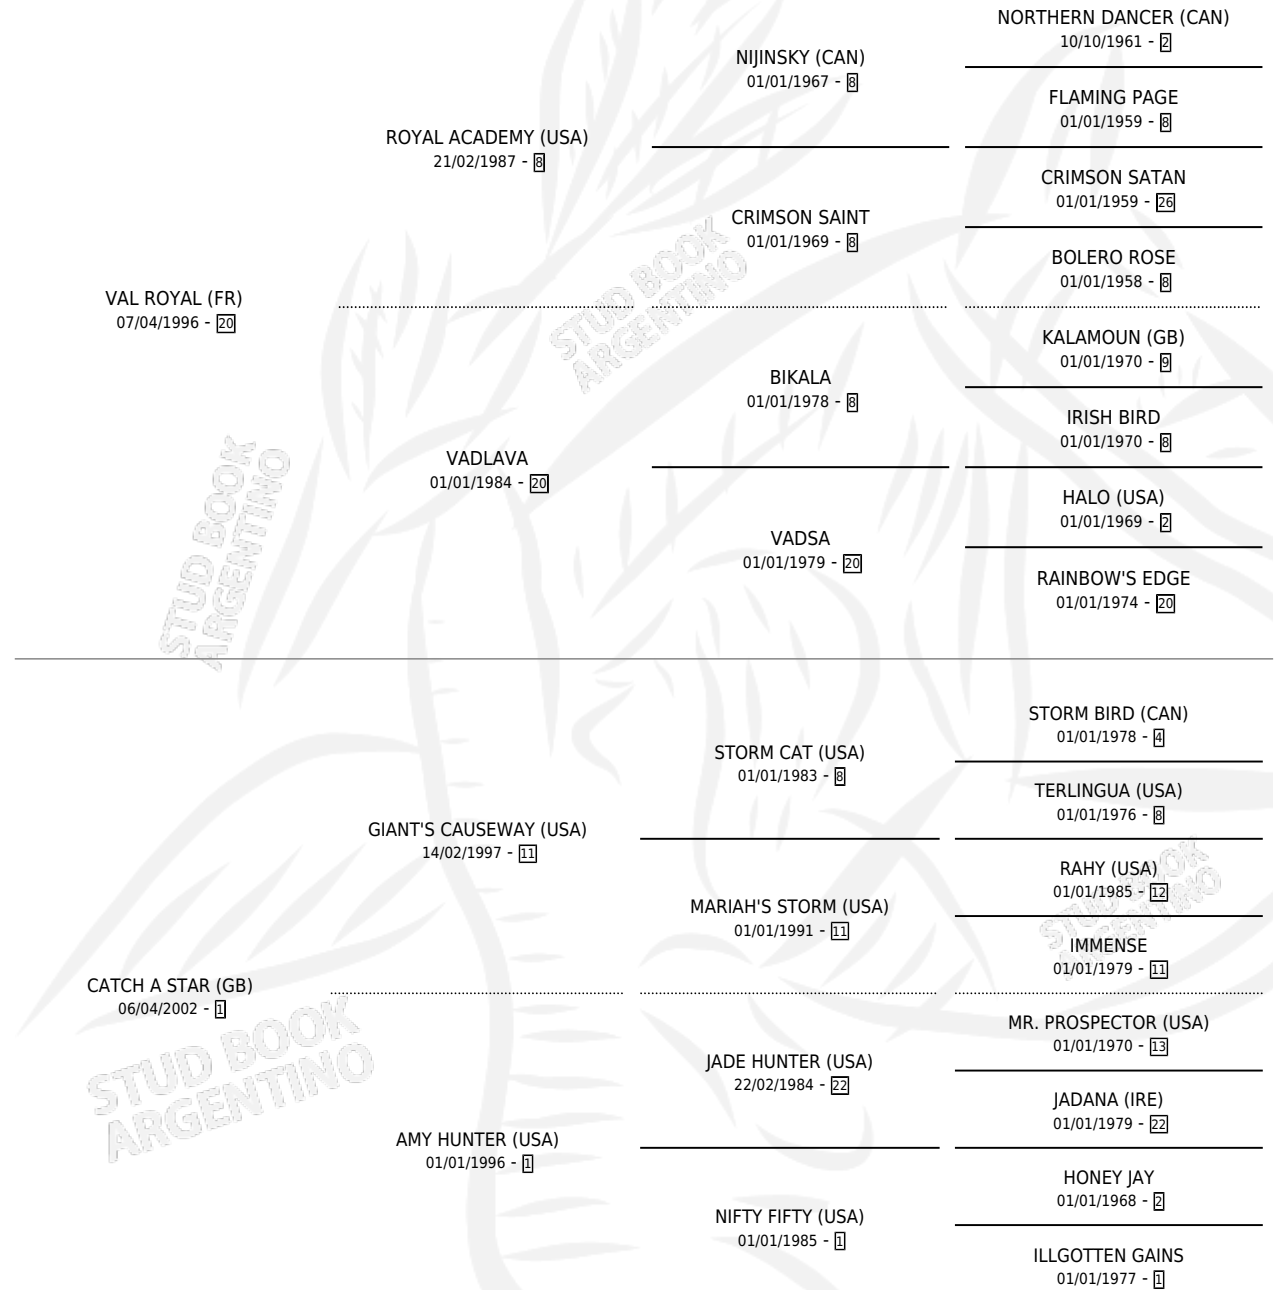 NORTHERN DANCER (CAN)
10/10/1961 - 2
NIJINSKY (CAN)
01/01/1967 - 8
FLAMING PAGE
01/01/1959 - 8
ROYAL ACADEMY (USA)
21/02/1987 - 8
CRIMSON SATAN
01/01/1959 - 26
CRIMSON SAINT
01/01/1969 - 8
BOLERO ROSE
01/01/1958 - 8
VAL ROYAL (FR)
07/04/1996 - 20
STUD BOOK
ARGENTINO
KALAMOUN (GB)
01/01/1970 - 9
BIKALA
01/01/1978 - 8
IRISH BIRD
01/01/1970 - 8
VADLAVA
01/01/1984 - 20
HALO (USA)
01/01/1969 - 2
VADSA
01/01/1979 - 20
RAINBOW'S EDGE
01/01/1974 - 20
STUD BOOK
ARGENTINO
STORM BIRD (CAN)
01/01/1978 - 4
STORM CAT (USA)
01/01/1983 - 8
TERLINGUA (USA)
01/01/1976 - 8
GIANT'S CAUSEWAY (USA)
14/02/1997 - 11
RAHY (USA)
01/01/1985 - 12
MARIAH'S STORM (USA)
01/01/1991 - 11
STUD BOOK
ARGENTINO
IMMENSE
01/01/1979 - 11
CATCH A STAR (GB)
06/04/2002 - 1
STUD BOOK
ARGENTINO
MR. PROSPECTOR (USA)
01/01/1970 - 13
JADE HUNTER (USA)
22/02/1984 - 22
JADANA (IRE)
01/01/1979 - 22
AMY HUNTER (USA)
01/01/1996 - 1
HONEY JAY
01/01/1968 - 2
NIFTY FIFTY (USA)
01/01/1985 - 1
ILLGOTTEN GAINS
01/01/1977 - 1